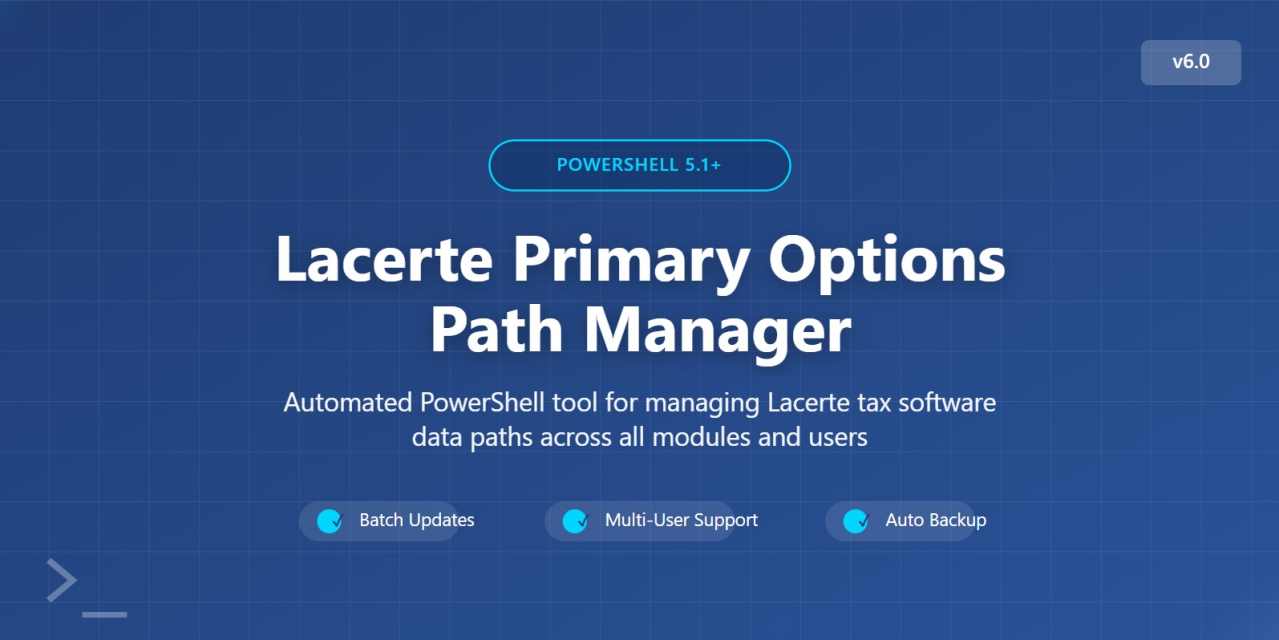 v6.0
POWERSHELL 5.1+
Lacerte Primary Options
Path Manager
Automated PowerShell tool for managing Lacerte tax software
data paths across all modules and users
✓ Batch Updates
✓ Multi-User Support
✓ Auto Backup
>_